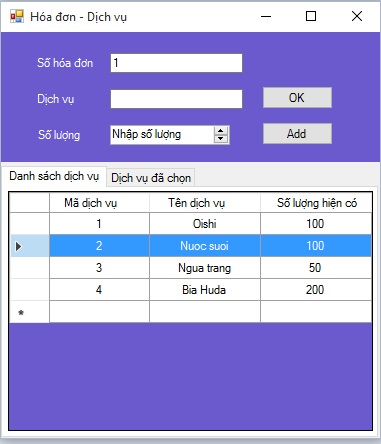 Hóa đơn - Dịch vụ
Số hóa đơn 1
Dịch vụ OK
Số lượng Nhập số lượng Add
Danh sách dịch vụ Dịch vụ đã chọn
Mã dịch vụ Tên dịch vụ Số lượng hiện có
1 Oishi 100
2 Nuoc suoi 100
3 Ngua trang 50
4 Bia Huda 200